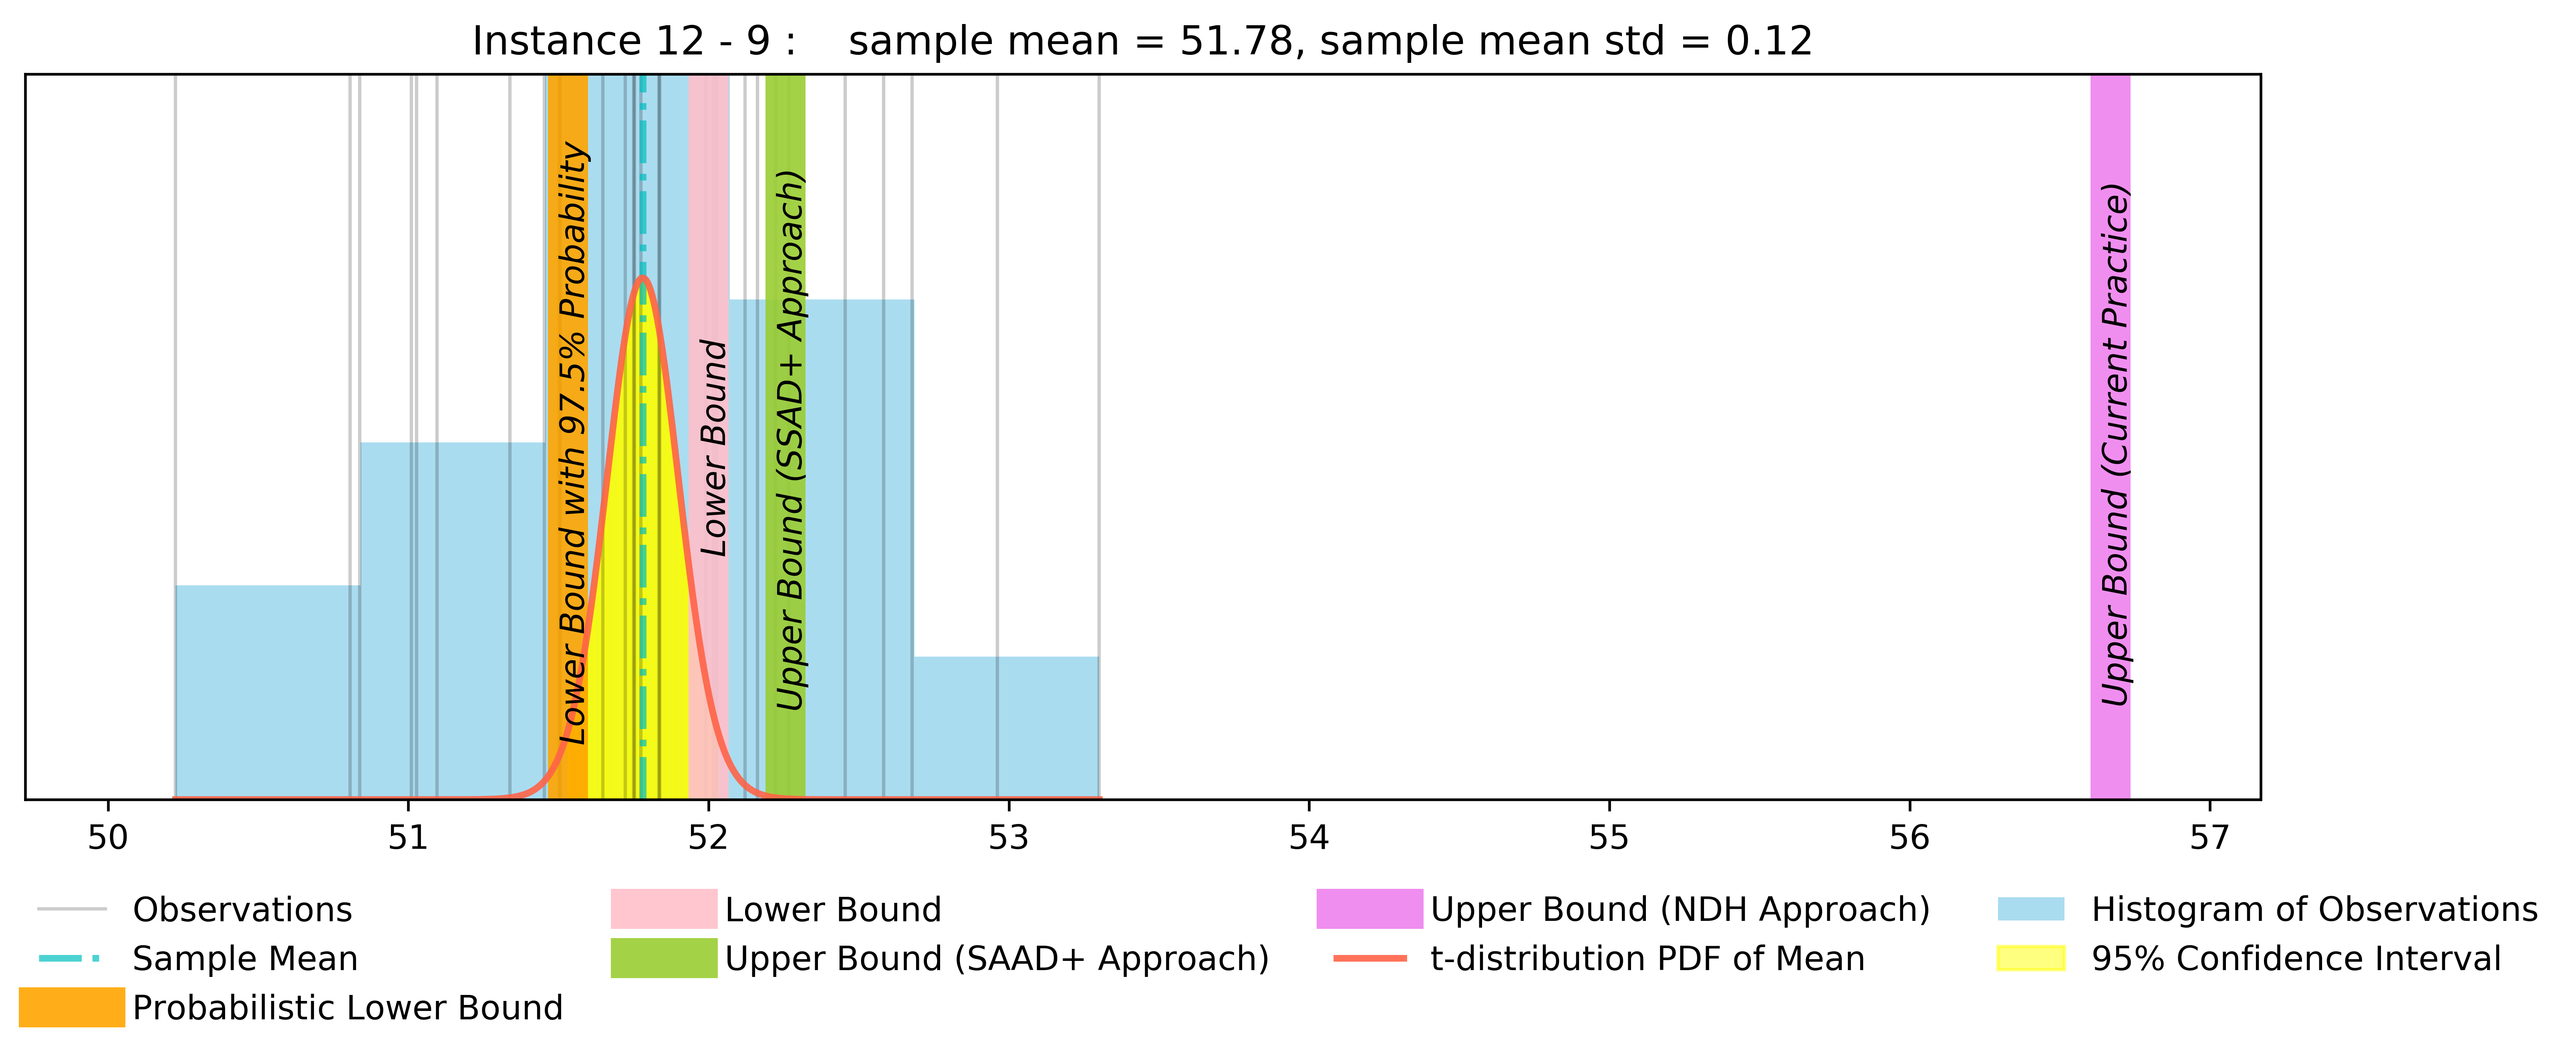 Instance 12 - 9 :    sample mean = 51.78, sample mean std = 0.12
Lower Bound with 97.5% Probability
Lower Bound
Upper Bound (SSAD+ Approach)
Upper Bound (Current Practice)
50 51 52 53 54 55 56 57
Observations
Sample Mean
Probabilistic Lower Bound
Lower Bound
Upper Bound (SAAD+ Approach)
Upper Bound (NDH Approach)
t-distribution PDF of Mean
Histogram of Observations
95% Confidence Interval